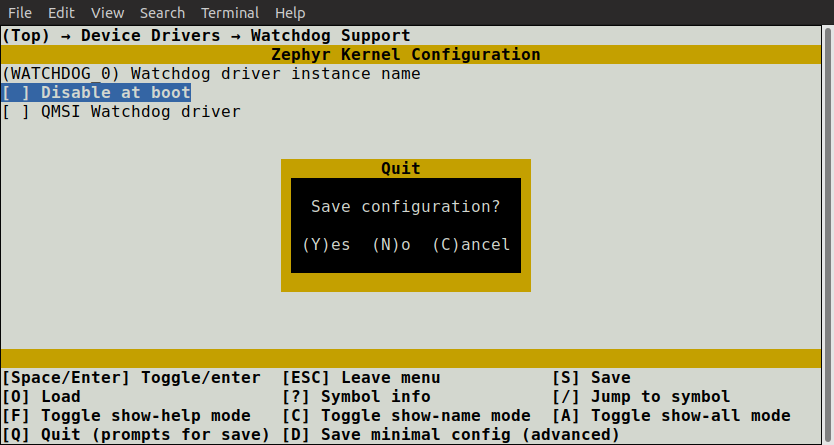 File Edit View Search Terminal Help
(Top) → Device Drivers → Watchdog Support
Zephyr Kernel Configuration
(WATCHDOG_0) Watchdog driver instance name
[ ] Disable at boot
[ ] QMSI Watchdog driver
Quit
Save configuration?
(Y)es (N)o (C)ancel
[Space/Enter] Toggle/enter [ESC] Leave menu [S] Save
[O] Load [?] Symbol info [/] Jump to symbol
[F] Toggle show-help mode [C] Toggle show-name mode [A] Toggle show-all mode
[Q] Quit (prompts for save) [D] Save minimal config (advanced)